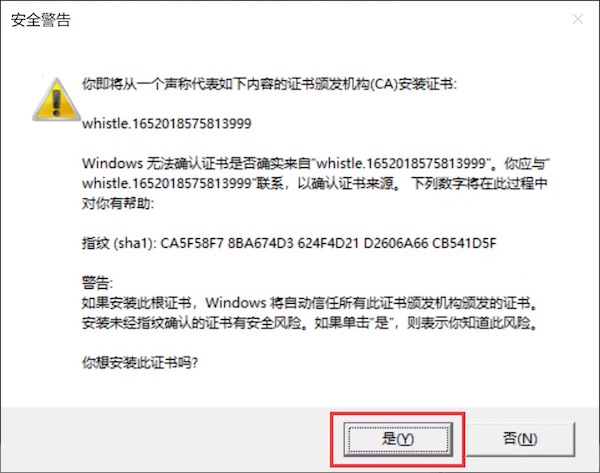 安全警告
你即将从一个声称代表如下内容的证书颁发机构(CA)安装证书:
whistle.1652018575813999
Windows 无法确认证书是否确实来自"whistle.1652018575813999"。你应与"
whistle.1652018575813999"联系，以确认证书来源。 下列数字将在此过程中
对你有帮助:
指纹 (sha1): CA5F58F7 8BA674D3 624F4D21 D2606A66 CB541D5F
警告:
如果安装此根证书，Windows 将自动信任所有此证书颁发机构颁发的证书。
安装未经指纹确认的证书有安全风险。如果单击"是"，则表示你知道此风险。
你想安装此证书吗?
是(Y)
否(N)